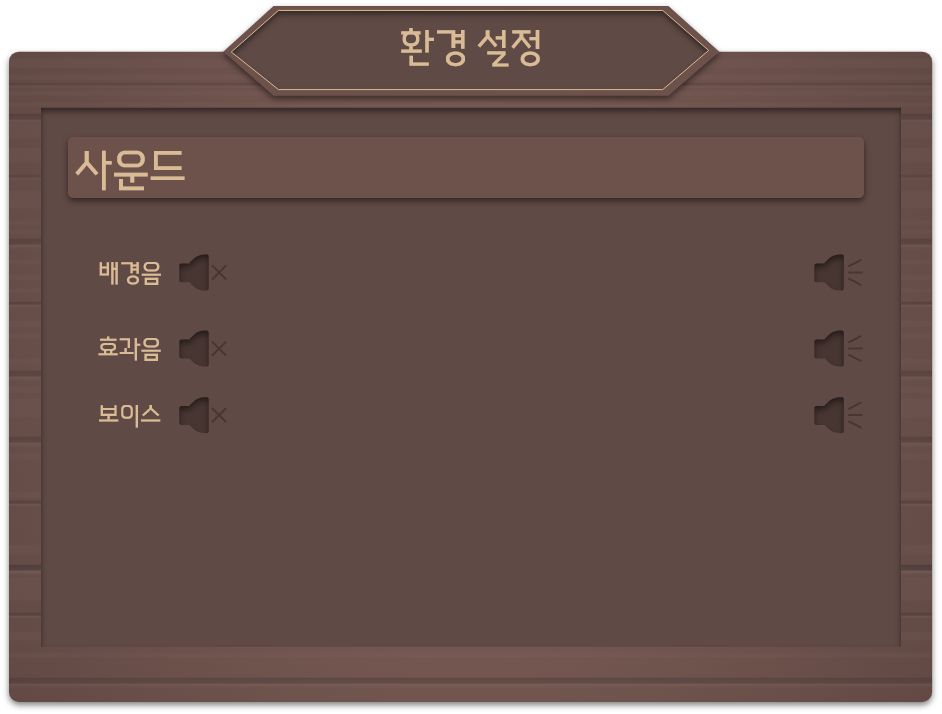 환경 설정
사운드
배경음
효과음
보이스